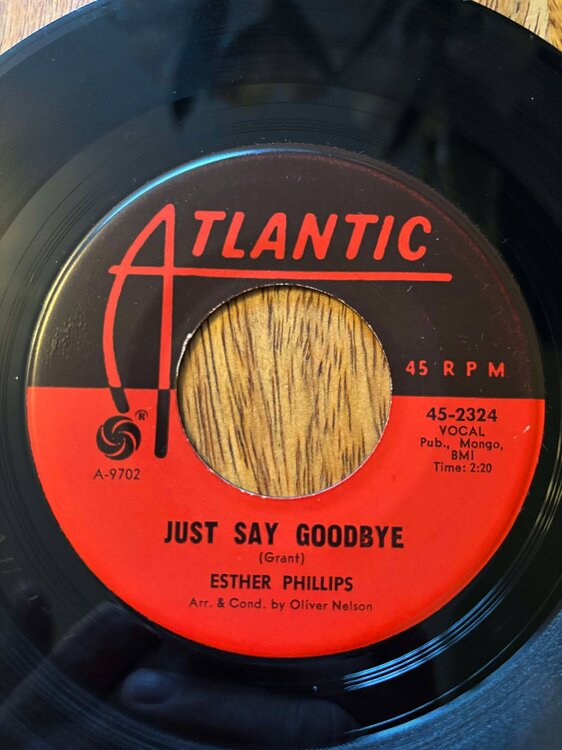 ATLANTIC
45 RPM
®
A-9702
45-2324
VOCAL
Pub., Mongo,
BMI
Time: 2:20
JUST SAY GOODBYE
(Grant)
ESTHER PHILLIPS
Arr. & Cond. by Oliver Nelson